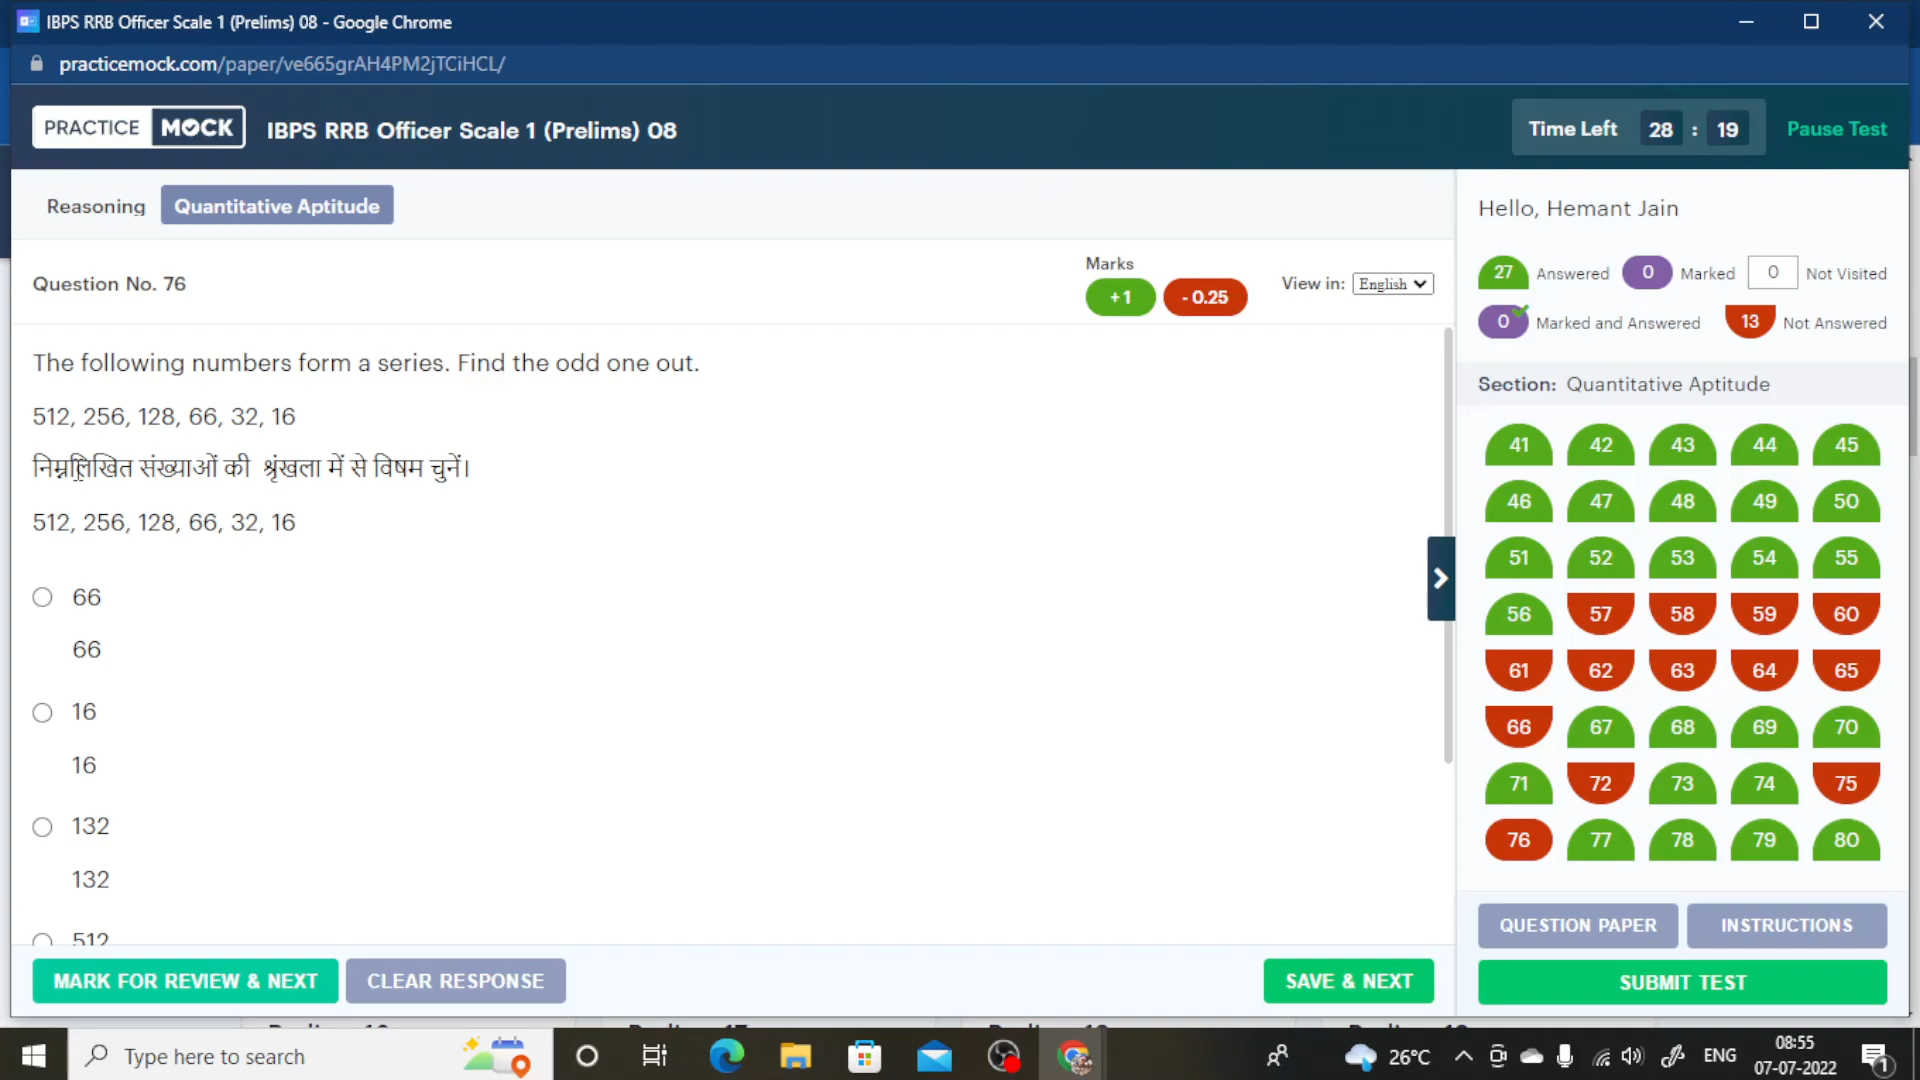 IBPS RRB Officer Scale 1 (Prelims) 08 - Google Chrome
practicemock.com/paper/ve665grAH4PM2jTCiHCL/
PRACTICE MOCK
IBPS RRB Officer Scale 1 (Prelims) 08
Time Left 28 : 19
Pause Test
Reasoning
Quantitative Aptitude
Hello, Hemant Jain
Question No. 76
Marks
+1
- 0.25
View in: English
27 Answered
0 Marked
0 Not Visited
0 Marked and Answered
13 Not Answered
The following numbers form a series. Find the odd one out.
512, 256, 128, 66, 32, 16
निम्नलिखित संख्याओं की श्रृंखला में से विषम चुनें।
512, 256, 128, 66, 32, 16
66
66
16
16
132
132
512
Section: Quantitative Aptitude
41 42 43 44 45
46 47 48 49 50
51 52 53 54 55
56 57 58 59 60
61 62 63 64 65
66 67 68 69 70
71 72 73 74 75
76 77 78 79 80
QUESTION PAPER
INSTRUCTIONS
MARK FOR REVIEW & NEXT
CLEAR RESPONSE
SAVE & NEXT
SUBMIT TEST
Type here to search
26°C
ENG
08:55
07-07-2022
1